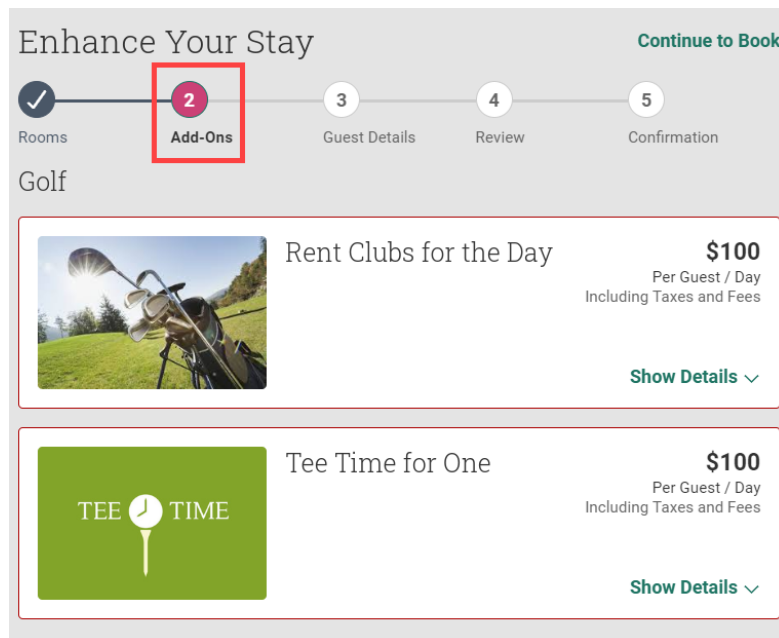 Enhance Your Stay
Continue to Book
2
3
4
5
Rooms
Add-Ons
Guest Details
Review
Confirmation
Golf
Rent Clubs for the Day
$100
Per Guest / Day
Including Taxes and Fees
Show Details
TEE TIME
Tee Time for One
$100
Per Guest / Day
Including Taxes and Fees
Show Details